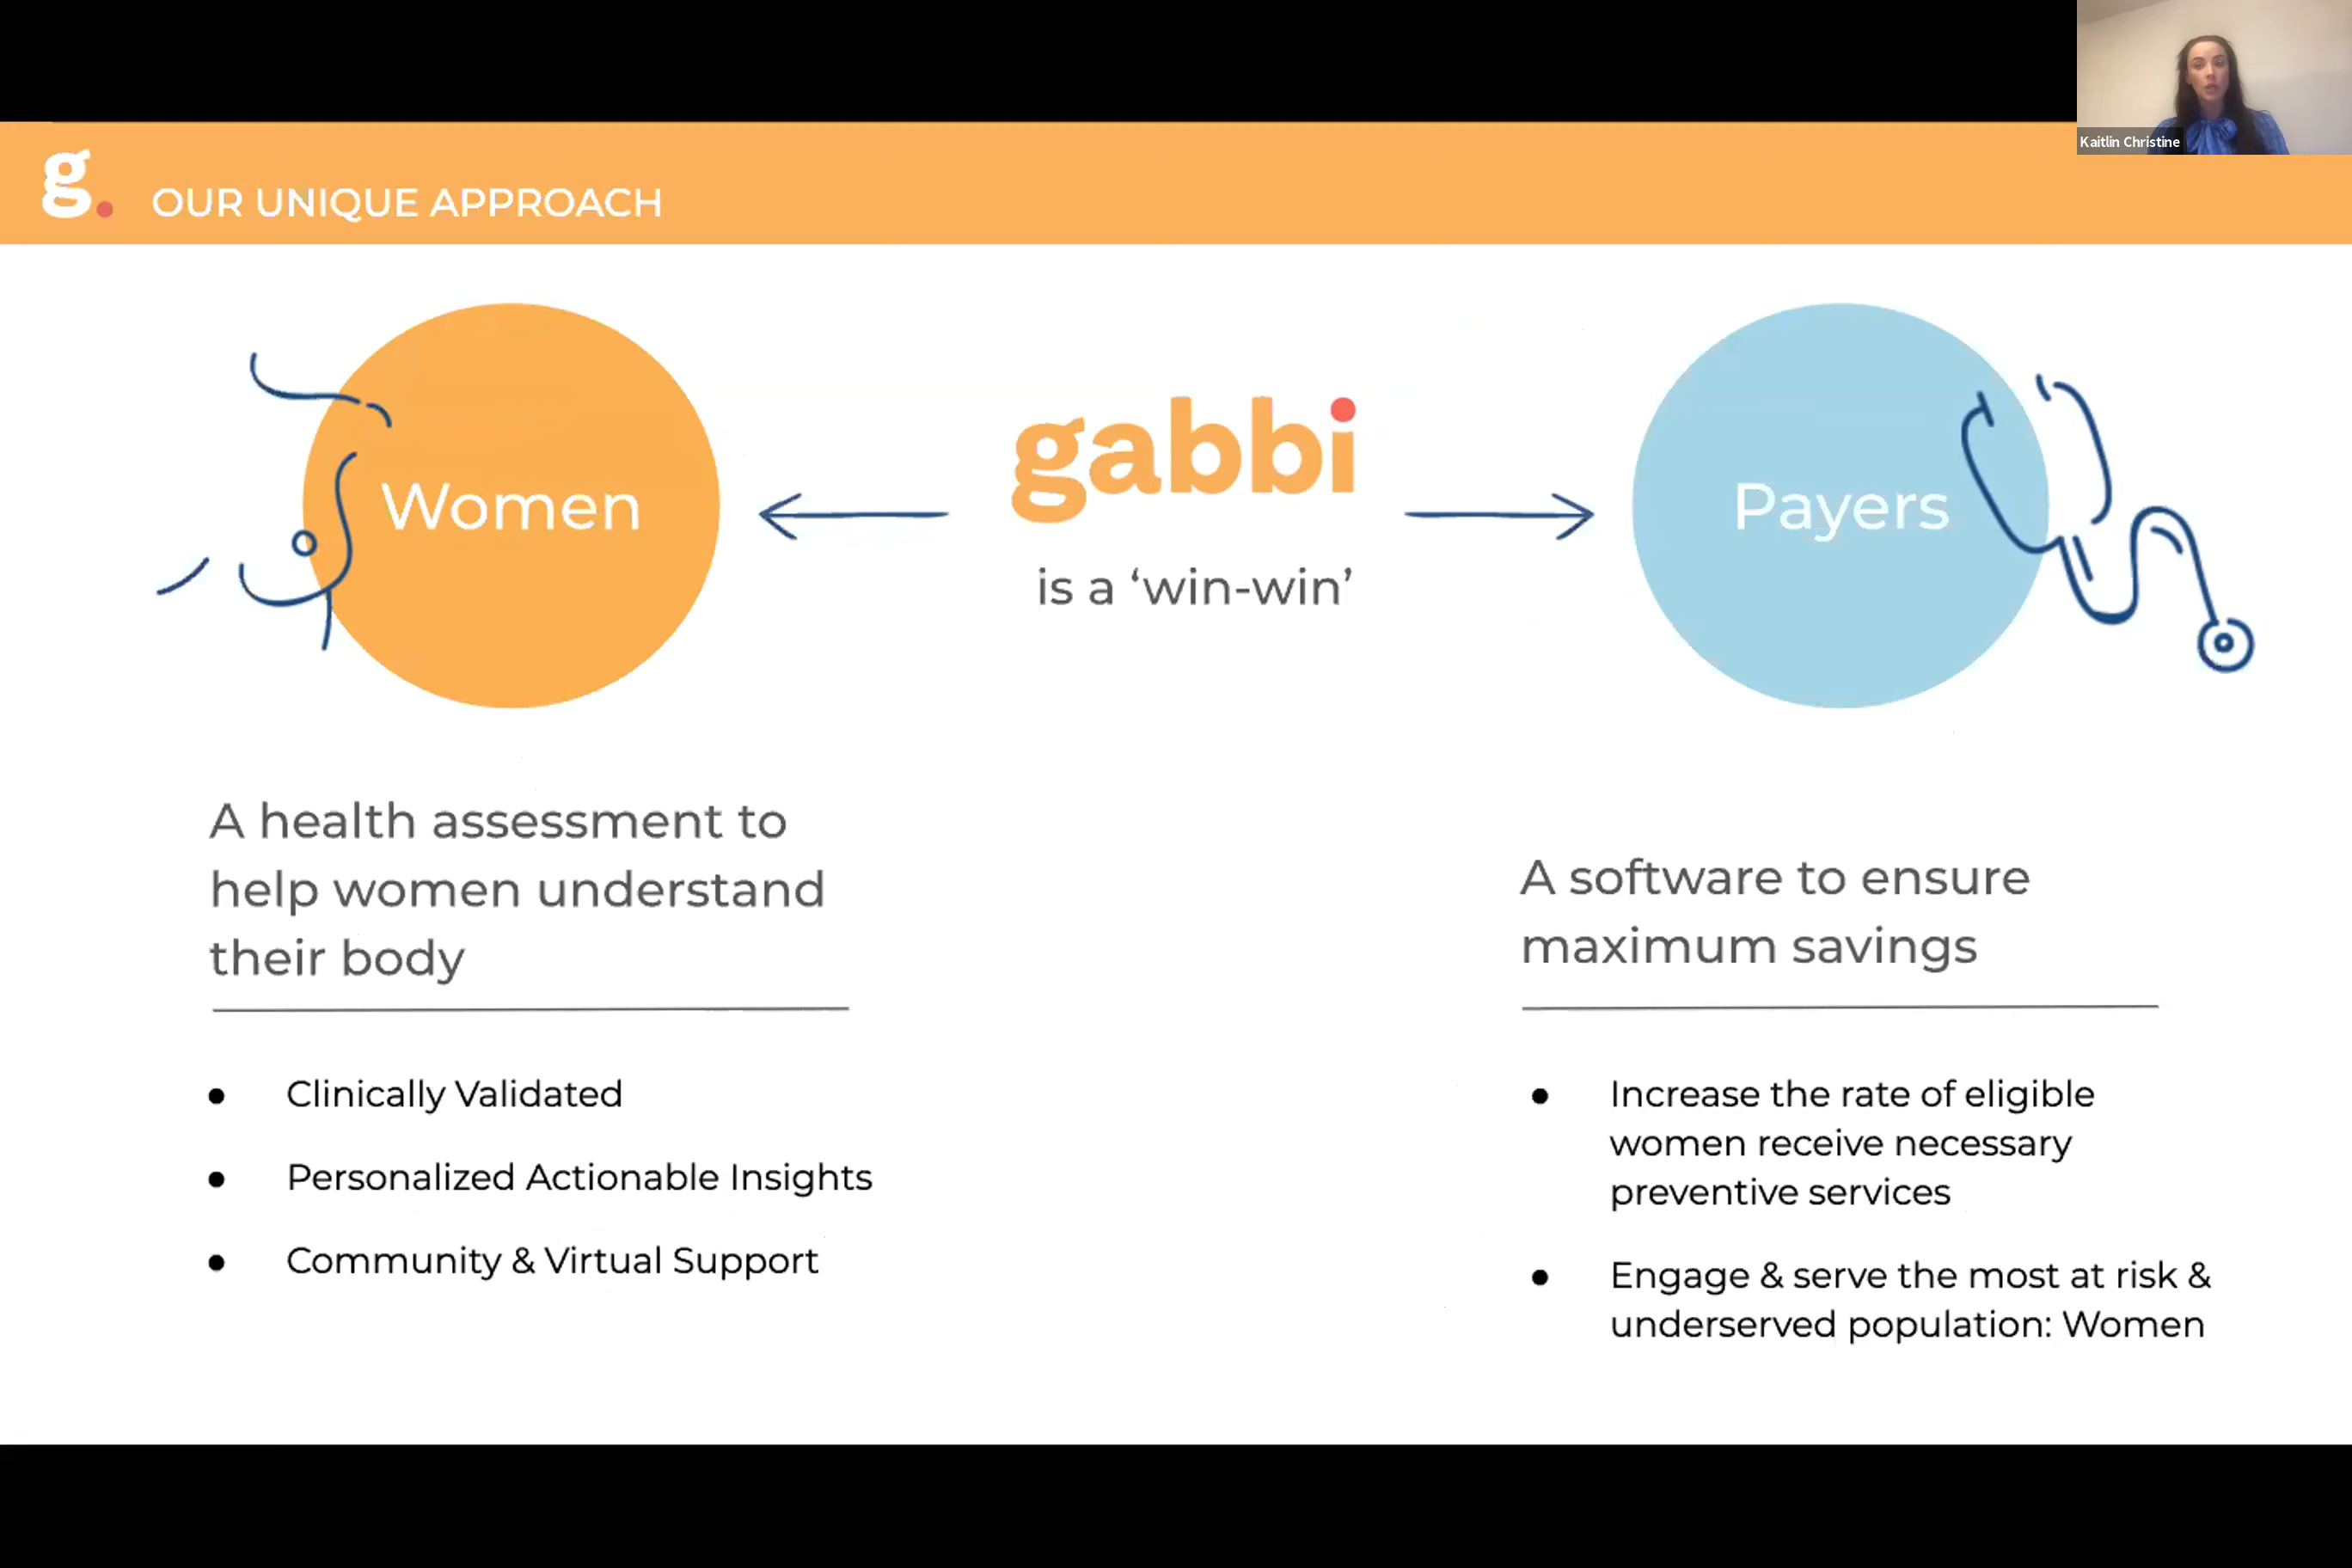 Kaitlin Christine
g.
OUR UNIQUE APPROACH
Women
gabbi
is a ‘win-win’
Payers
A health assessment to
help women understand
their body
Clinically Validated
Personalized Actionable Insights
Community & Virtual Support
A software to ensure
maximum savings
Increase the rate of eligible
women receive necessary
preventive services
Engage & serve the most at risk &
underserved population: Women